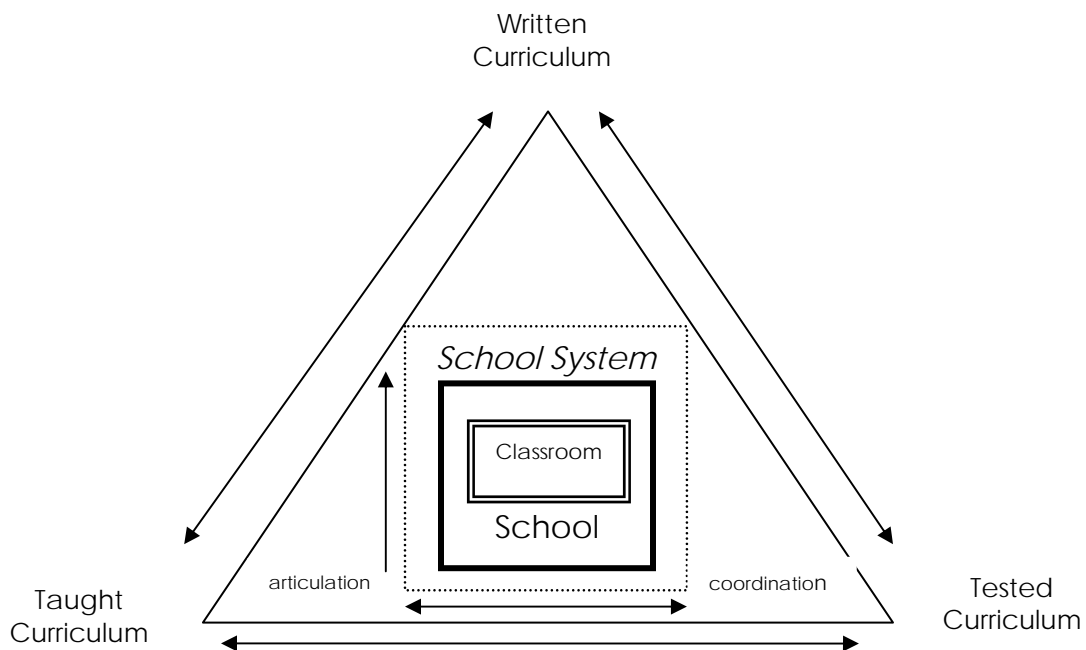 Written
Curriculum
School System
Classroom
School
articulation
coordination
Taught
Curriculum
Tested
Curriculum